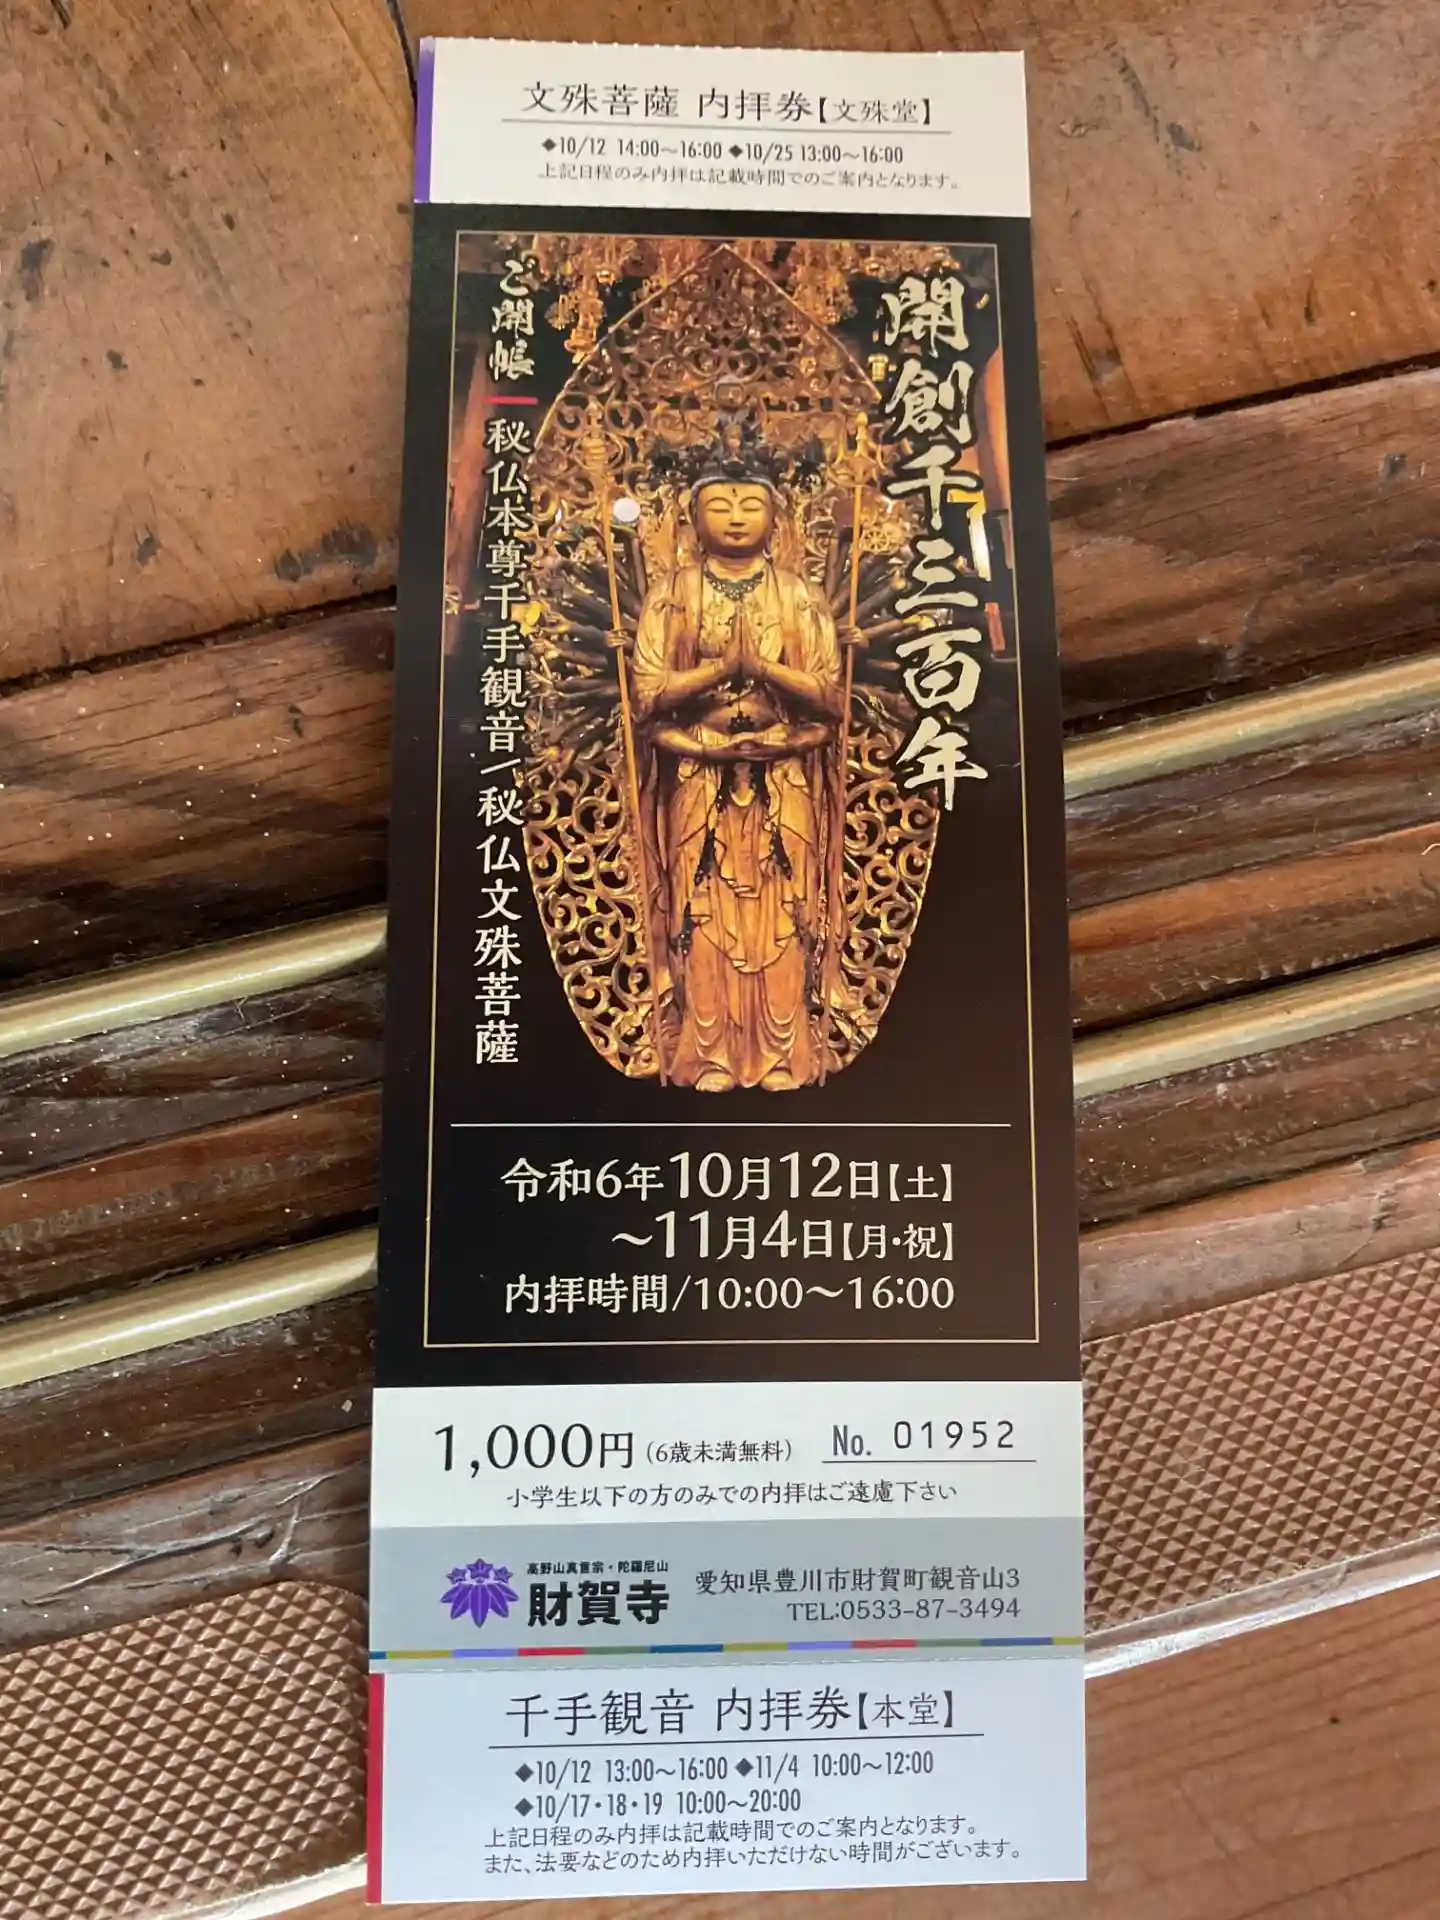 文殊菩薩 内拝券【文殊堂】
◆10/12 14:00～16:00 ◆10/25 13:00～16:00
上記日程のみ内拝は記載時間でのご案内となります。
開創千三百年
ご開帳 | 秘仏本尊千手観音/秘仏文殊菩薩
令和6年10月12日【土】
～11月4日【月・祝】
内拝時間/10:00～16:00
1,000円（6歳未満無料） No. 01952
小学生以下の方のみでの内拝はご遠慮下さい
高野山真言宗・陀羅尼山
財賀寺
愛知県豊川市財賀町観音山3
TEL:0533-87-3494
千手観音 内拝券【本堂】
◆10/12 13:00～16:00 ◆11/4 10:00～12:00
◆10/17・18・19 10:00～20:00
上記日程のみ内拝は記載時間でのご案内となります。
また、法要などのため内拝いただけない時間がございます。